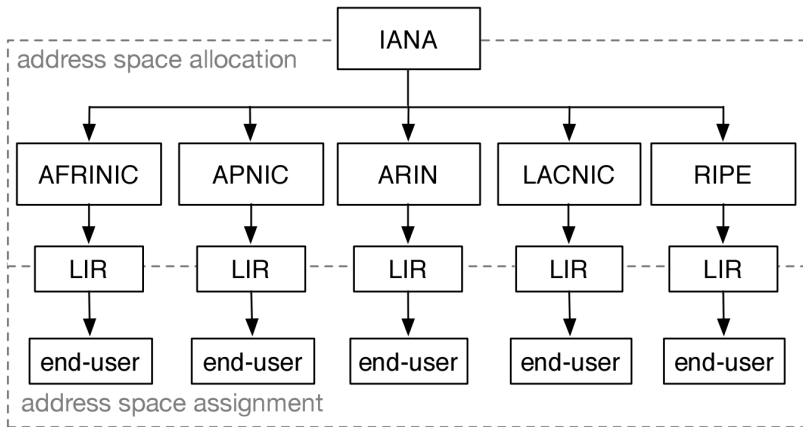 IANA
address space allocation
AFRINIC APNIC ARIN LACNIC RIPE
LIR LIR LIR LIR LIR
end-user end-user end-user end-user end-user
address space assignment